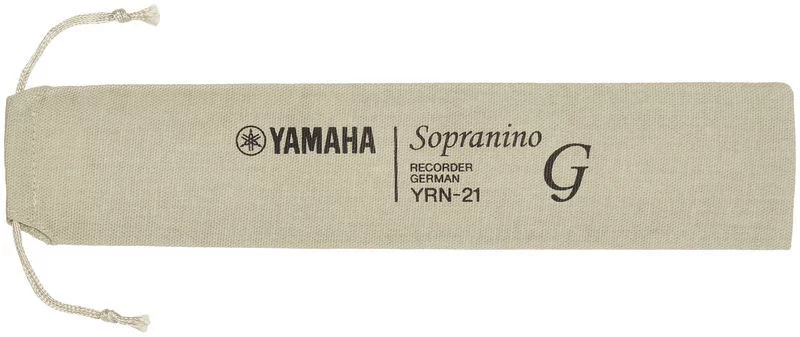 YAMAHA
Sopranino
RECORDER
GERMAN
YRN-21
G